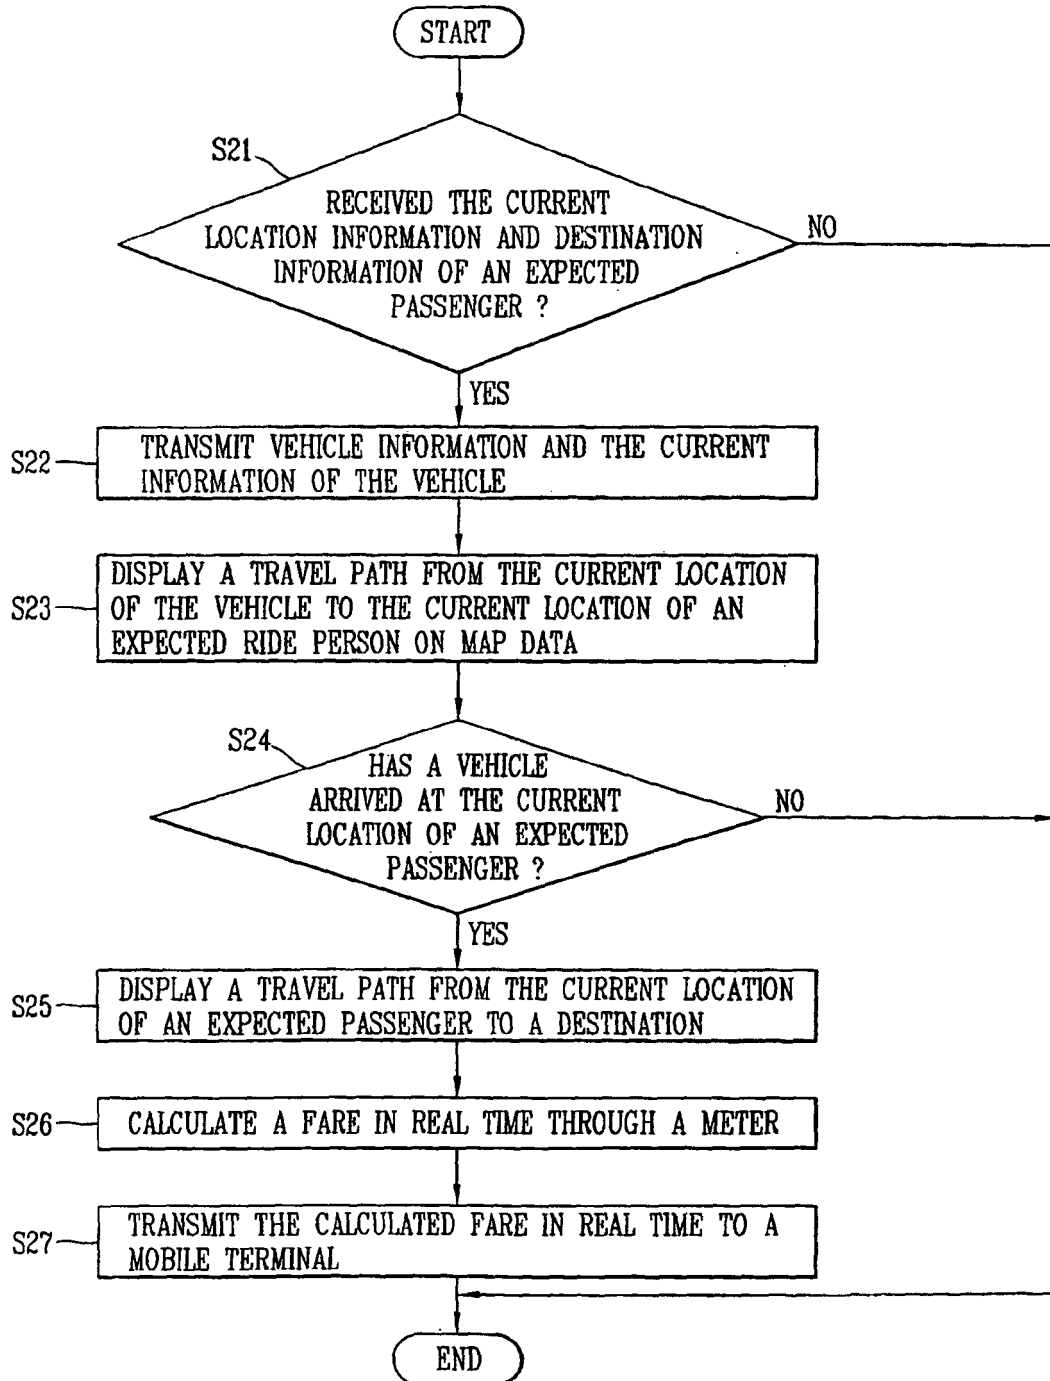 START
S21
RECEIVED THE CURRENT
LOCATION INFORMATION AND DESTINATION
INFORMATION OF AN EXPECTED
PASSENGER ?
NO
YES
S22
TRANSMIT VEHICLE INFORMATION AND THE CURRENT
INFORMATION OF THE VEHICLE
S23
DISPLAY A TRAVEL PATH FROM THE CURRENT LOCATION
OF THE VEHICLE TO THE CURRENT LOCATION OF AN
EXPECTED RIDE PERSON ON MAP DATA
S24
HAS A VEHICLE
ARRIVED AT THE CURRENT
LOCATION OF AN EXPECTED
PASSENGER ?
NO
YES
S25
DISPLAY A TRAVEL PATH FROM THE CURRENT LOCATION
OF AN EXPECTED PASSENGER TO A DESTINATION
S26
CALCULATE A FARE IN REAL TIME THROUGH A METER
S27
TRANSMIT THE CALCULATED FARE IN REAL TIME TO A
MOBILE TERMINAL
END